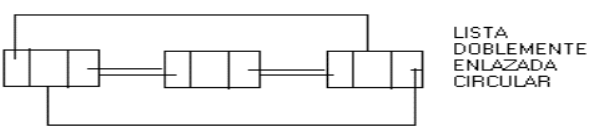 LISTA
DOBLEMENTE
ENLAZADA
CIRCULAR